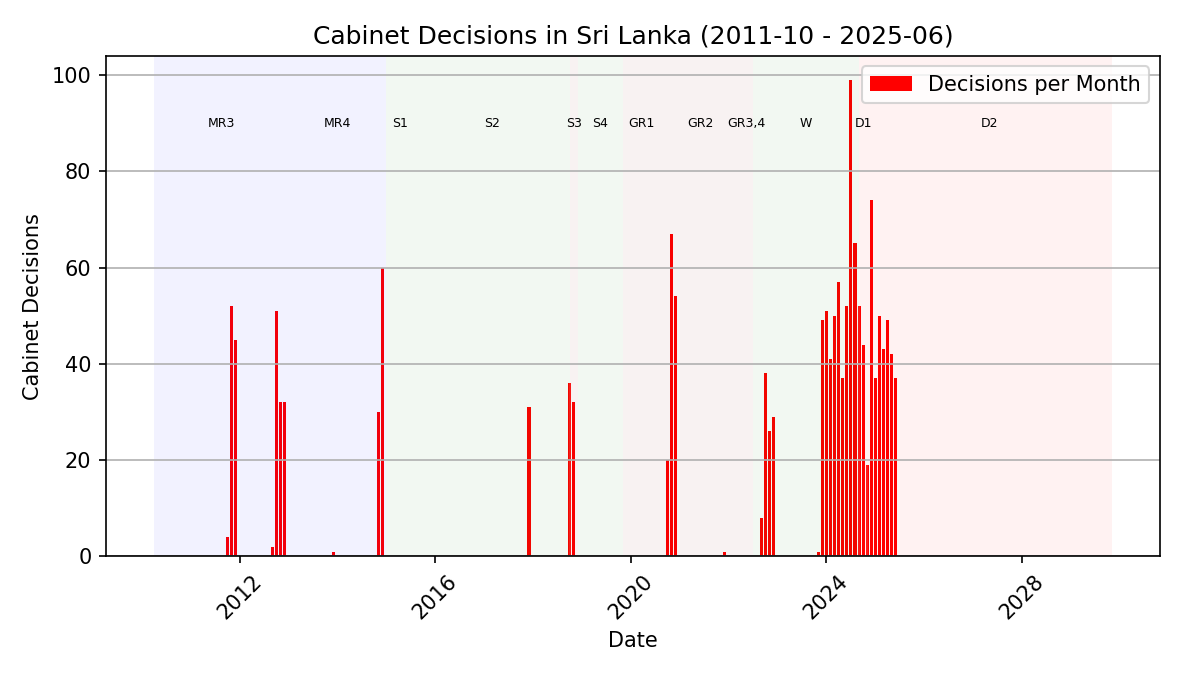 Cabinet Decisions in Sri Lanka (2011-10 - 2025-06)
100
Decisions per Month
MR3 MR4 S1 S2 S3 S4 GR1 GR2 GR3,4 W D1 D2
80
60
40
20
0
Cabinet Decisions
2012 2016 2020 2024 2028
Date